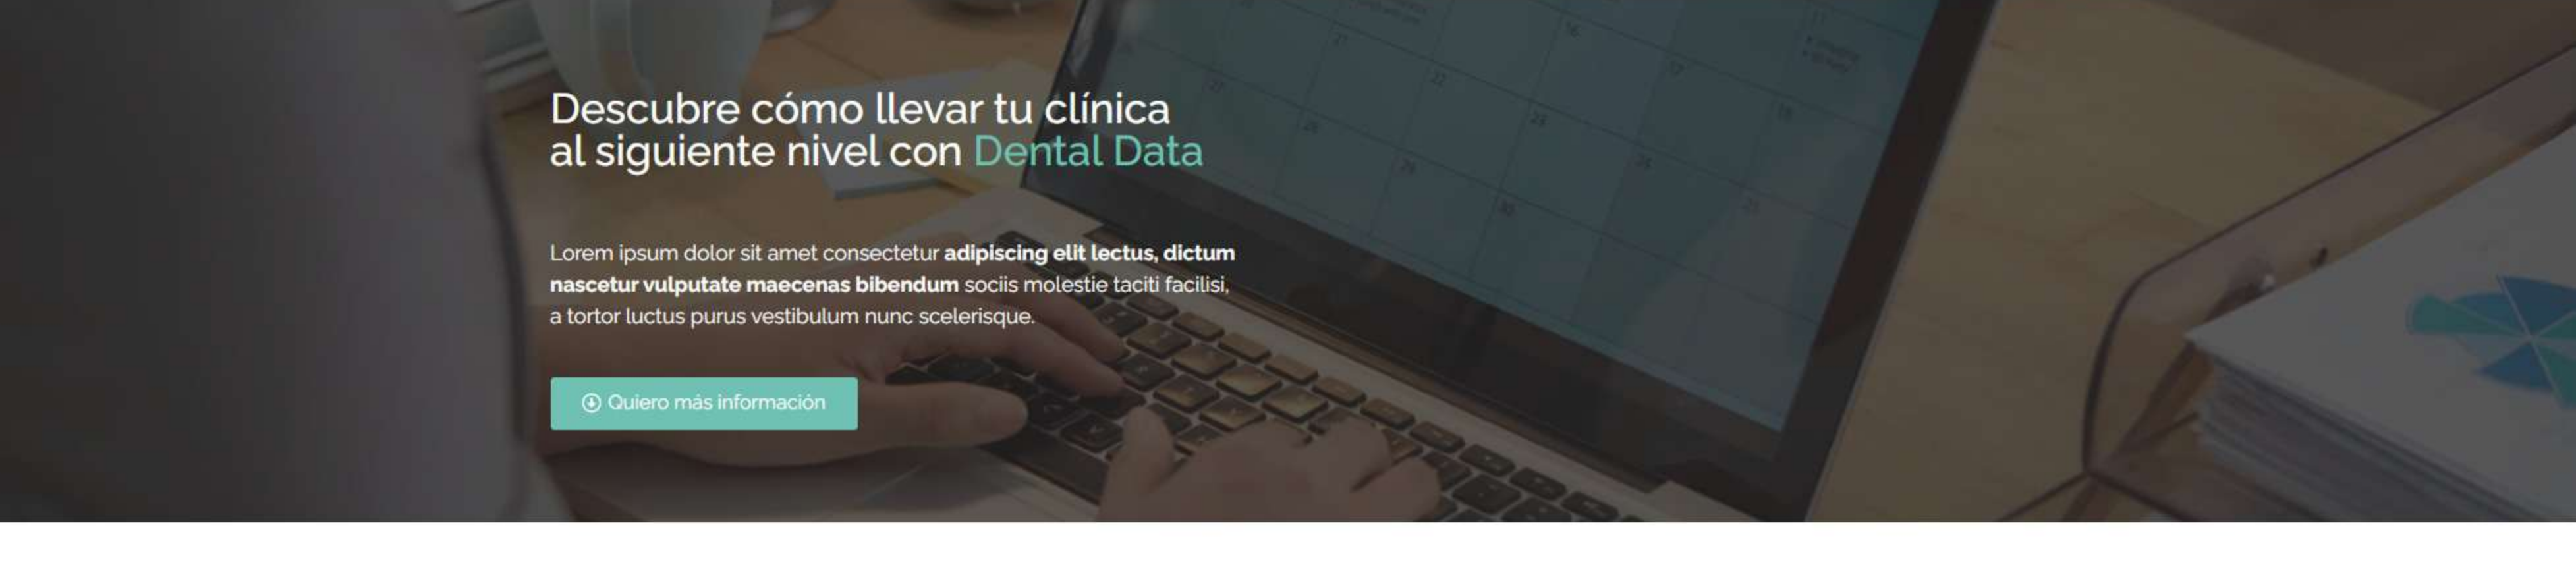 Descubre cómo llevar tu clínica
al siguiente nivel con Dental Data
Lorem ipsum dolor sit amet consectetur adipiscing elit lectus, dictum
nascetur vulputate maecenas bibendum sociis molestie taciti facilisi,
a tortor luctus purus vestibulum nunc scelerisque.
Quiero más información